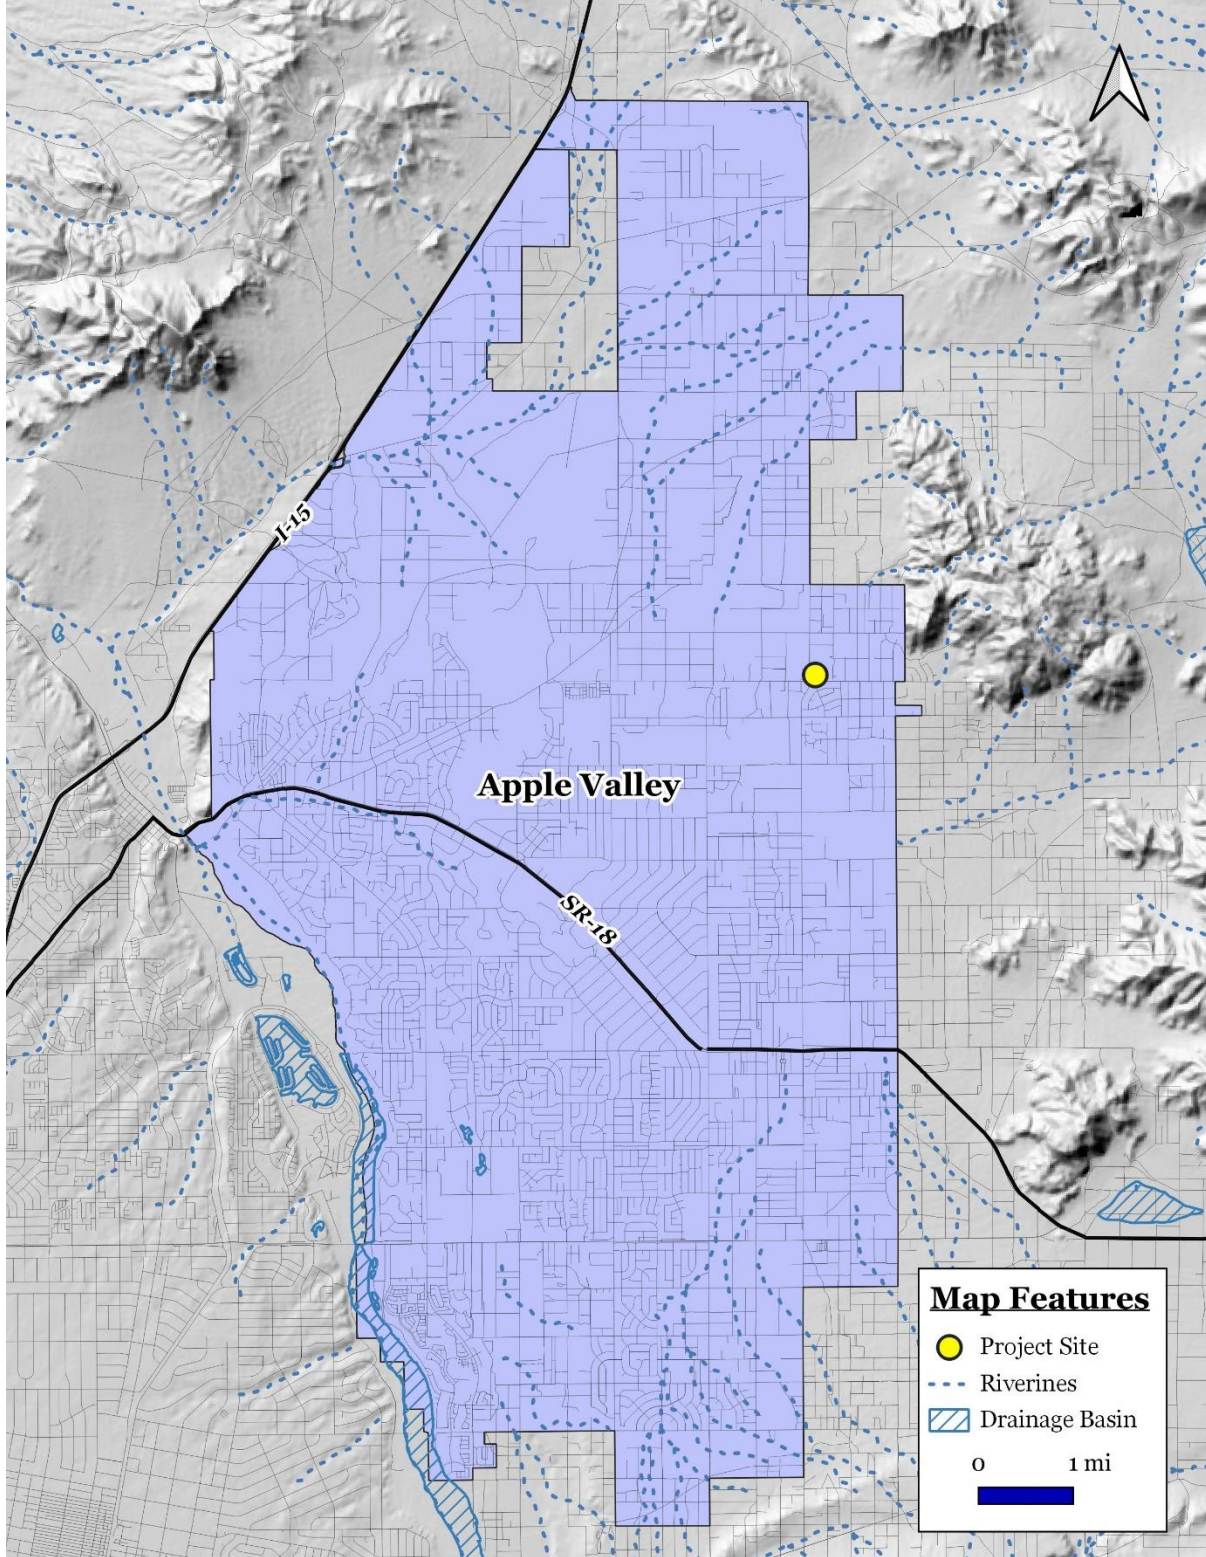 I-15
Apple Valley
SR-18
Map Features
Project Site
Riverines
Drainage Basin
0 1 mi